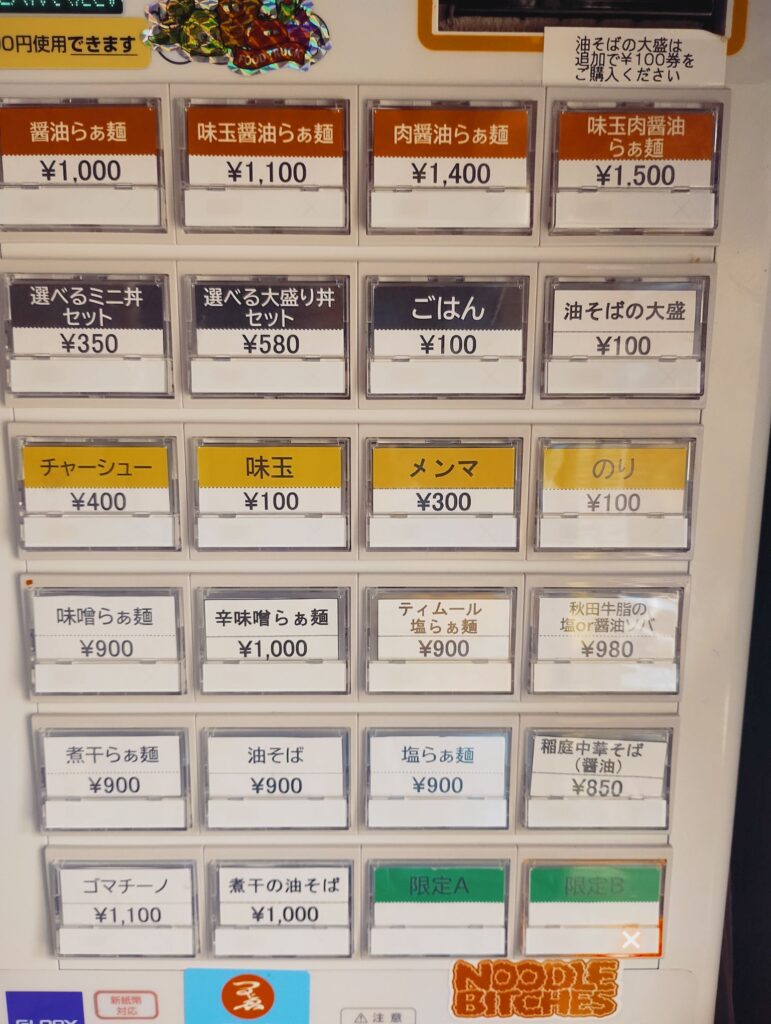 00円使用できます
FOODTRUCK
油そばの大盛は
追加で¥100券を
ご購入ください
醤油らぁ麺
¥1,000
味玉醤油らぁ麺
¥1,100
肉醤油らぁ麺
¥1,400
味玉肉醤油
らぁ麺
¥1,500
選べるミニ丼
セット
¥350
選べる大盛り丼
セット
¥580
ごはん
¥100
油そばの大盛
¥100
チャーシュー
¥400
味玉
¥100
メンマ
¥300
のり
¥100
味噌らぁ麺
¥900
辛味噌らぁ麺
¥1,000
ティムール
塩らぁ麺
¥900
秋田牛脂の
塩or醤油ソバ
¥980
煮干らぁ麺
¥900
油そば
¥900
塩らぁ麺
¥900
稲庭中華そば
（醤油）
¥850
ゴマチーノ
¥1,100
煮干の油そば
¥1,000
限定A
限定B
×
GLORY
新紙幣
対応
注意
NOODLE
BITCHES